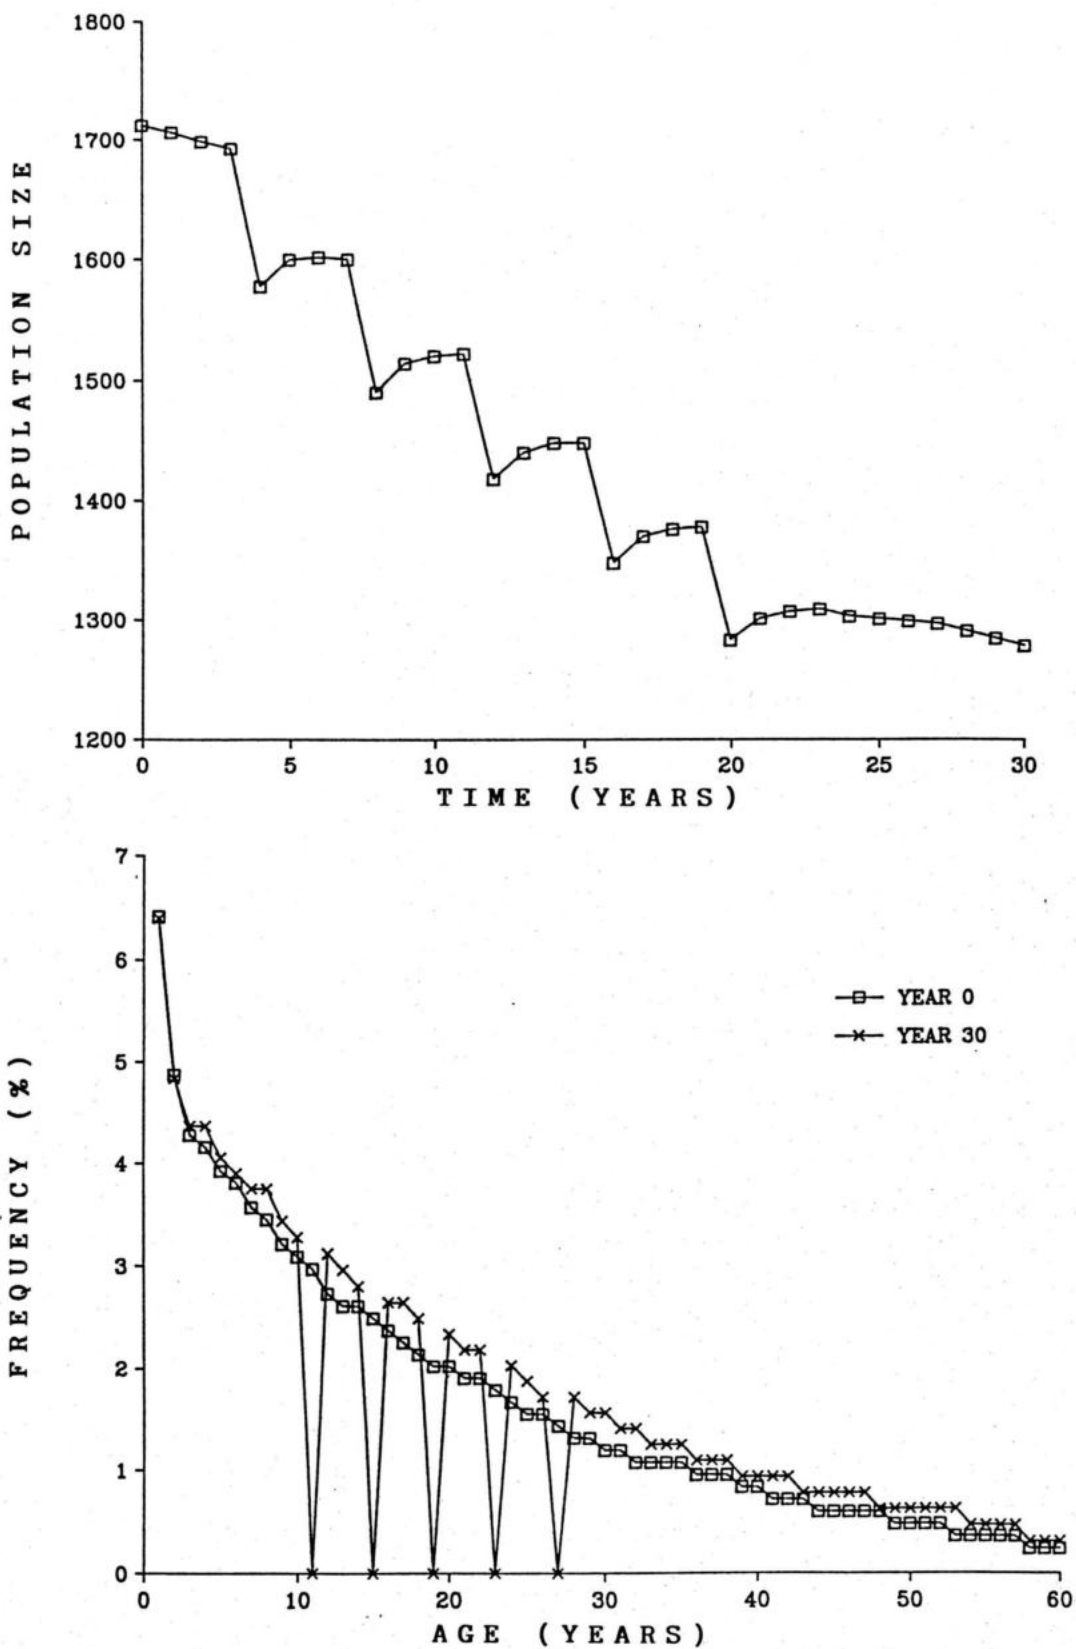 1800
1700
1600
1500
1400
1300
1200
POPULATION SIZE
0 5 10 15 20 25 30
TIME (YEARS)
7
6
5
4
3
2
1
0
FREQUENCY (%)
YEAR 0
YEAR 30
0 10 20 30 40 50 60
AGE (YEARS)